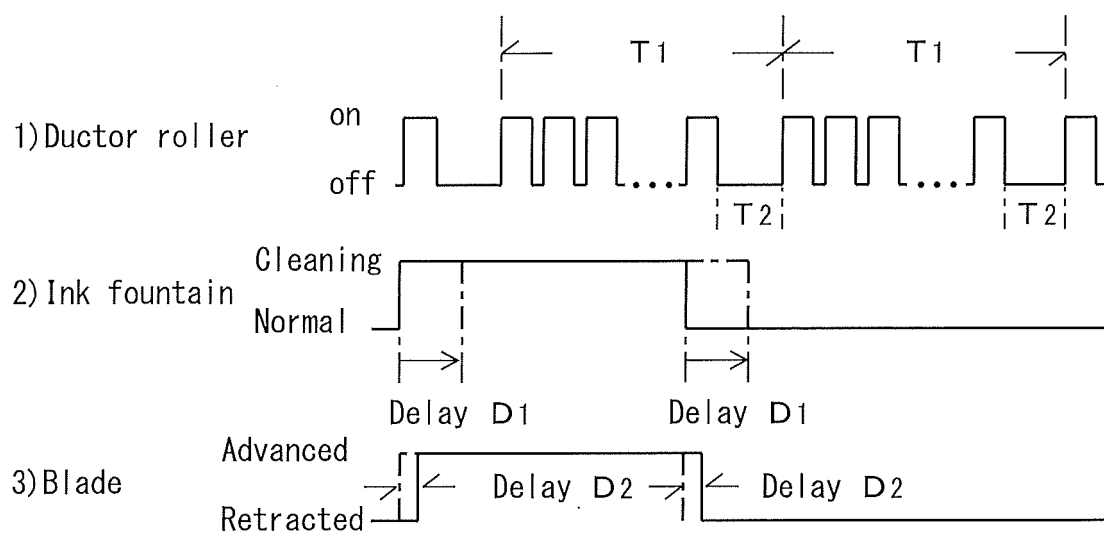 T1 T1
1)Ductor roller on
off
T2 T2
2)Ink fountain Cleaning
Normal
Delay D1 Delay D1
3)Blade Advanced
Delay D2 Delay D2
Retracted